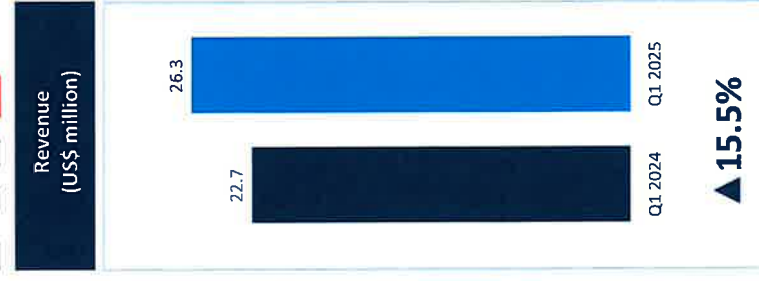 Revenue
(US$ million)
22.7
26.3
Q1 2024
Q1 2025
▲15.5%